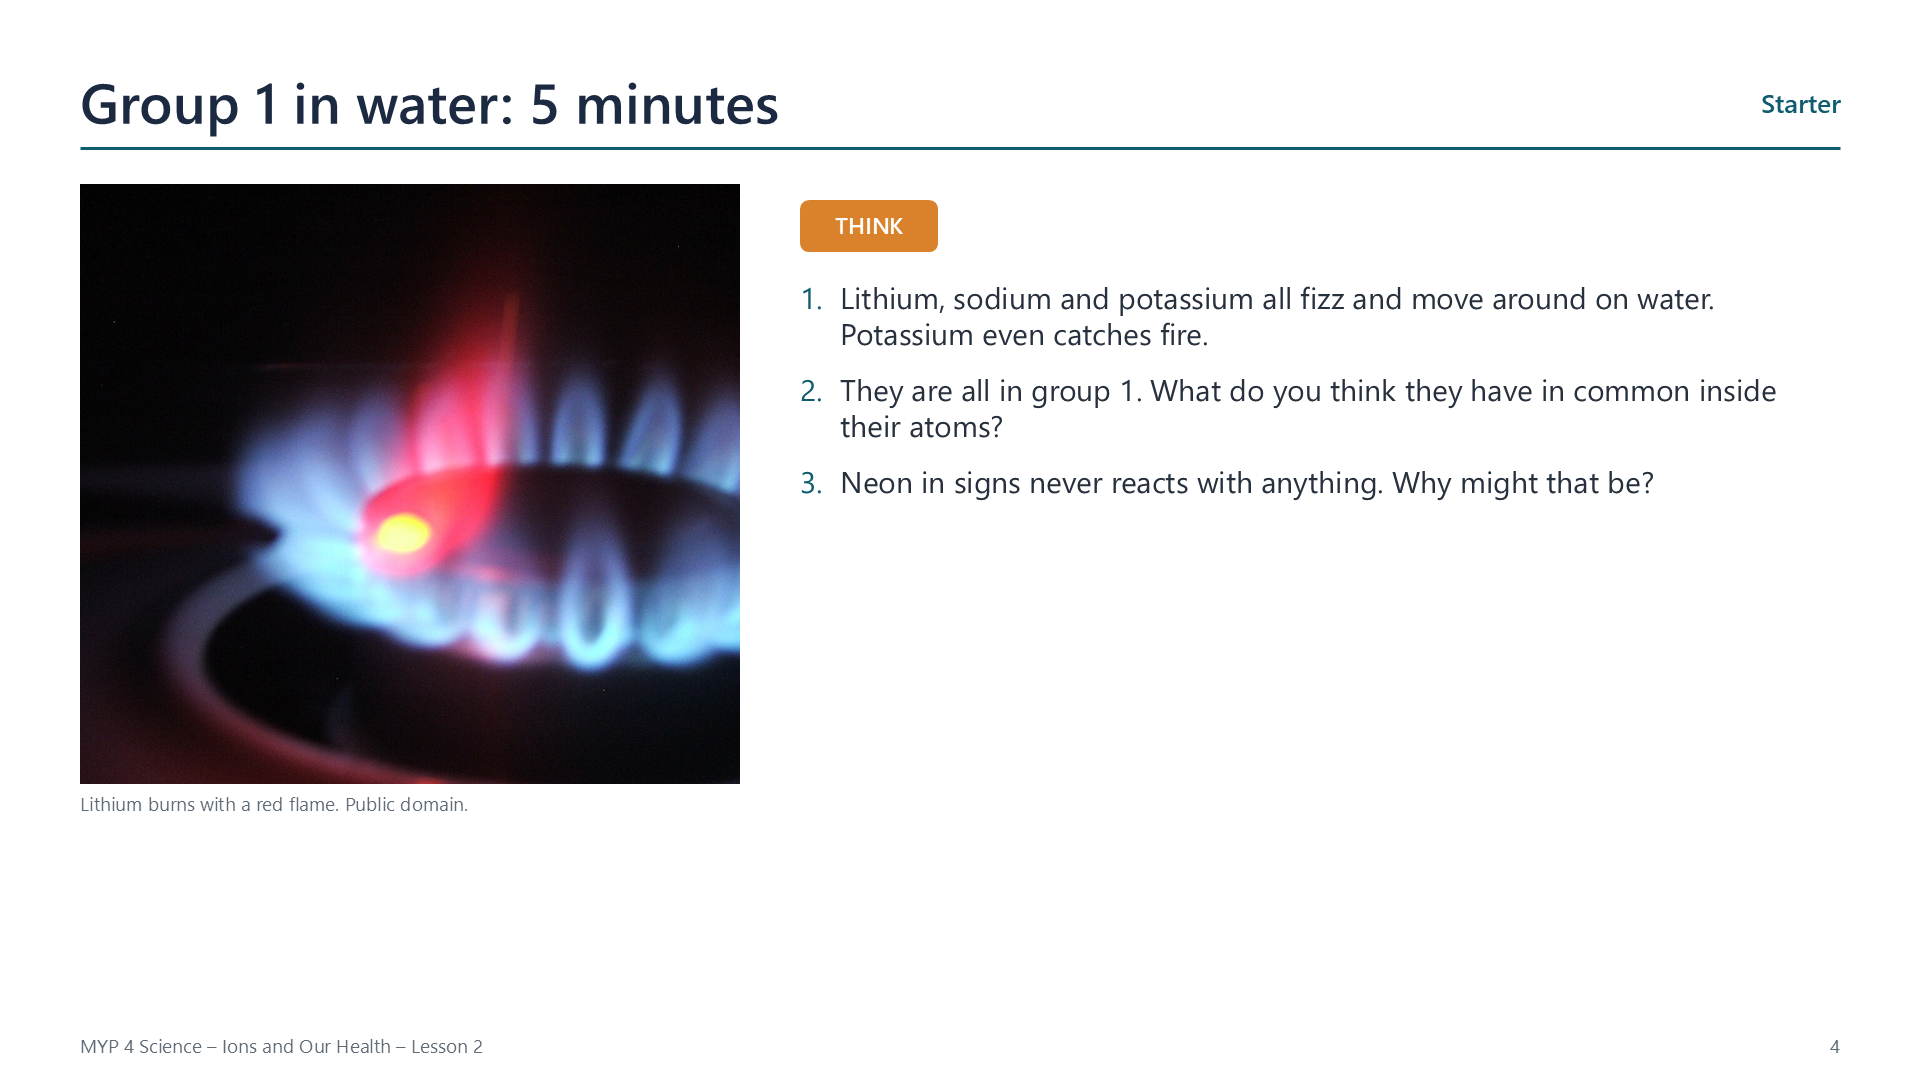 Group 1 in water: 5 minutes
Starter
THINK
1. Lithium, sodium and potassium all fizz and move around on water.
Potassium even catches fire.
2. They are all in group 1. What do you think they have in common inside
their atoms?
3. Neon in signs never reacts with anything. Why might that be?
Lithium burns with a red flame. Public domain.
MYP 4 Science – Ions and Our Health – Lesson 2
4